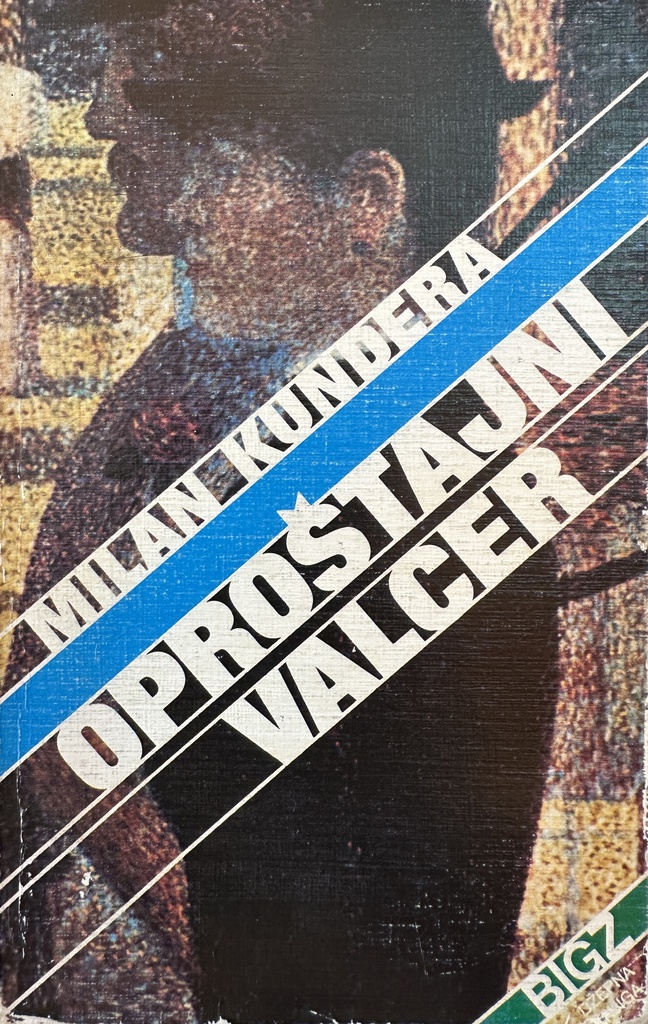 MILAN KUNDERA
OPROŠTAJNI
VALCER
BIGZ